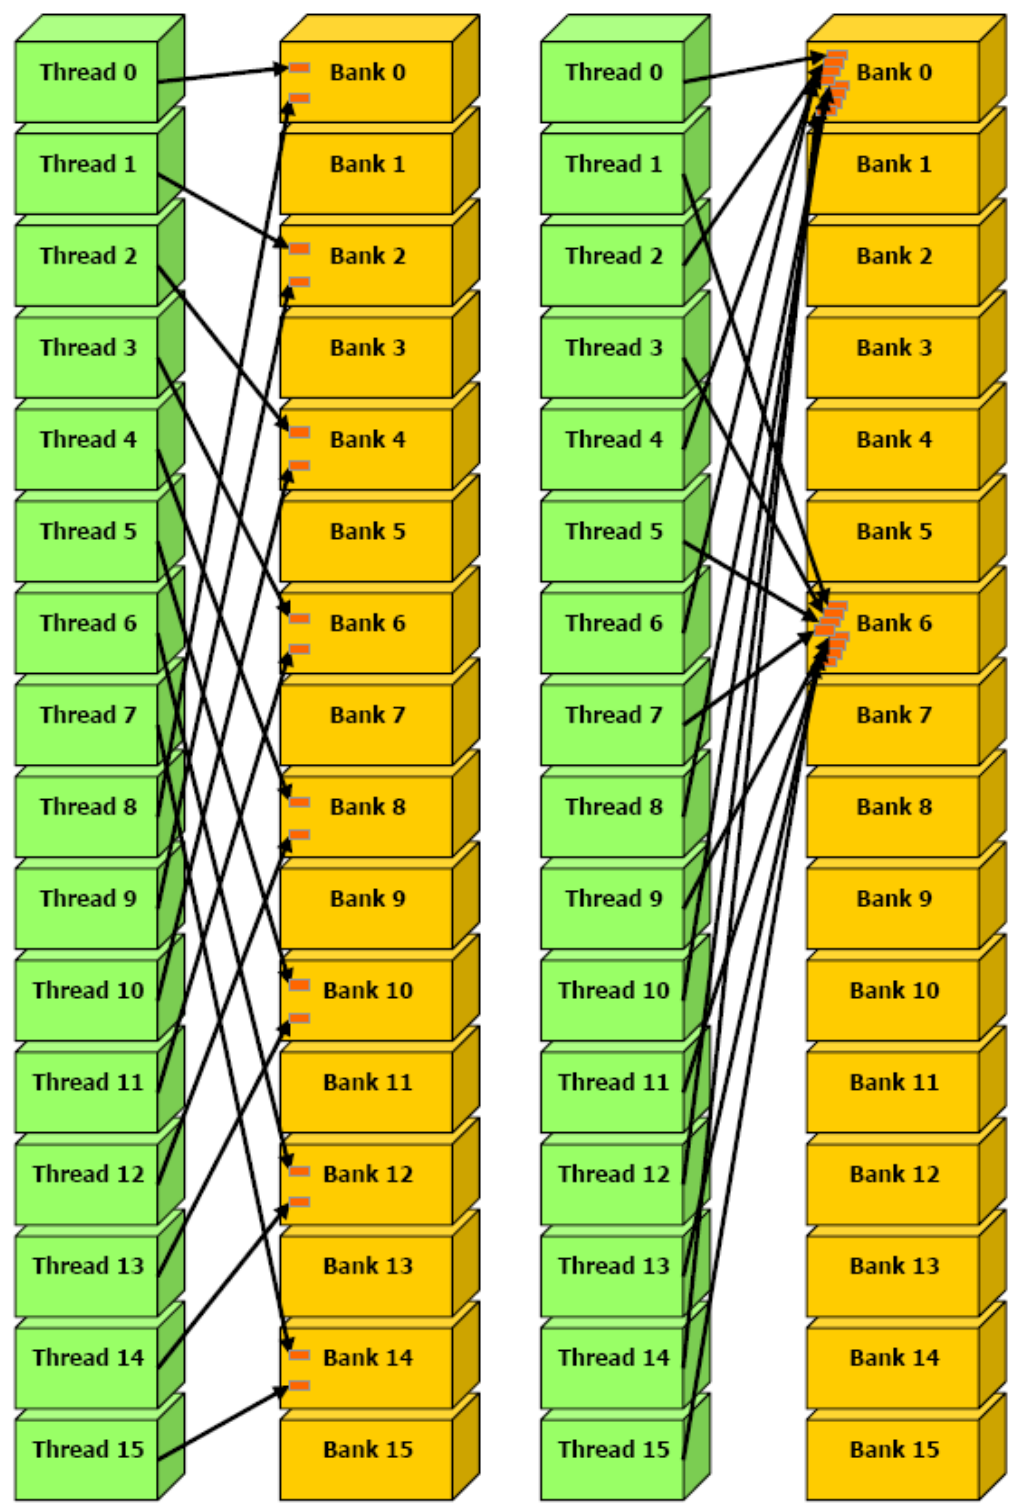 Thread 0
Bank 0
Thread 0
Bank 0
Thread 1
Bank 1
Thread 1
Bank 1
Thread 2
Bank 2
Thread 2
Bank 2
Thread 3
Bank 3
Thread 3
Bank 3
Thread 4
Bank 4
Thread 4
Bank 4
Thread 5
Bank 5
Thread 5
Bank 5
Thread 6
Bank 6
Thread 6
Bank 6
Thread 7
Bank 7
Thread 7
Bank 7
Thread 8
Bank 8
Thread 8
Bank 8
Thread 9
Bank 9
Thread 9
Bank 9
Thread 10
Bank 10
Thread 10
Bank 10
Thread 11
Bank 11
Thread 11
Bank 11
Thread 12
Bank 12
Thread 12
Bank 12
Thread 13
Bank 13
Thread 13
Bank 13
Thread 14
Bank 14
Thread 14
Bank 14
Thread 15
Bank 15
Thread 15
Bank 15